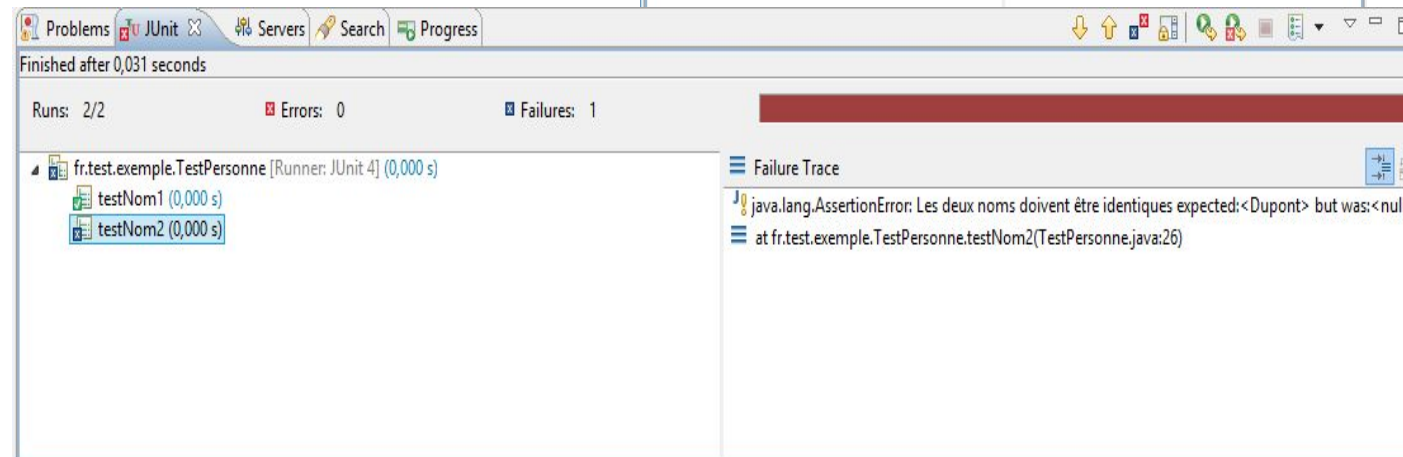 Problems JUnit Servers Search Progress
Finished after 0,031 seconds
Runs: 2/2 Errors: 0 Failures: 1
fr.test.exemple.TestPersonne [Runner: JUnit 4] (0,000 s)
testNom1 (0,000 s)
testNom2 (0,000 s)
Failure Trace
java.lang.AssertionError: Les deux noms doivent être identiques expected:<Dupont> but was:<nul
at fr.test.exemple.TestPersonne.testNom2(TestPersonne.java:26)